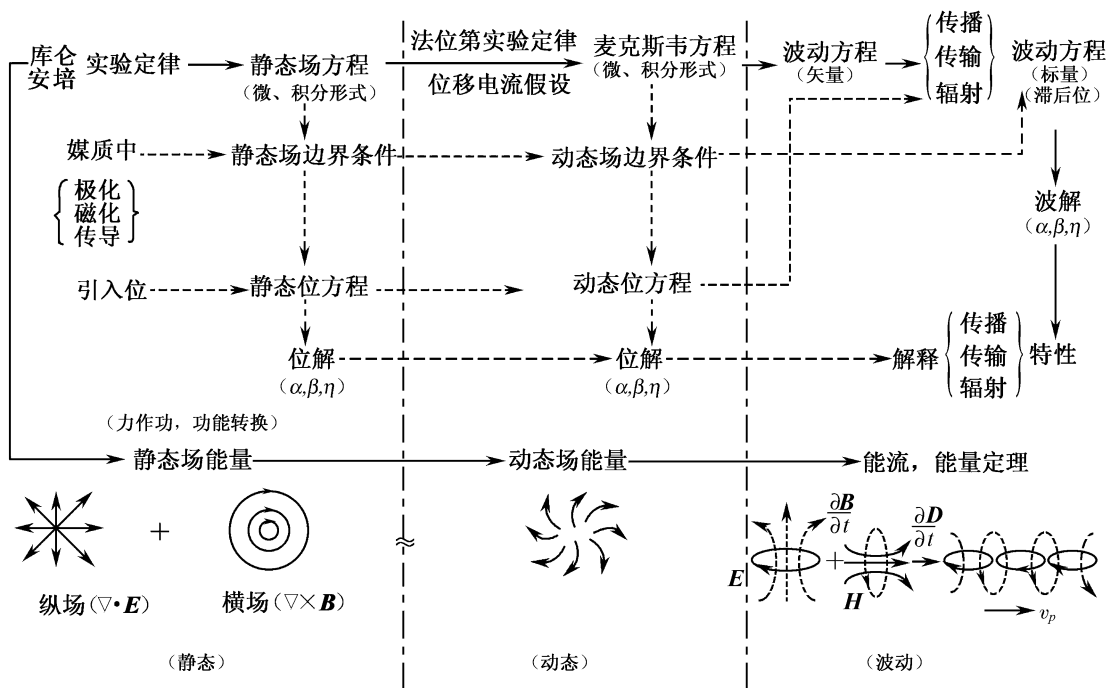 库仑
安培
实验定律
静态场方程
(微、积分形式)
法位第实验定律
位移电流假设
麦克斯韦方程
(微、积分形式)
波动方程
(矢量)
传播
传输
辐射
波动方程
(标量)
(滞后位)
媒质中
静态场边界条件
动态场边界条件
极化
磁化
传导
波解
(α,β,η)
引入位
静态位方程
动态位方程
位解
(α,β,η)
位解
(α,β,η)
解释
传播
传输
辐射
特性
(力作功，功能转换)
静态场能量
动态场能量
能流，能量定理
+
≈
E
∂B/∂t
+
H
∂D/∂t
v_p
纵场(▽·E)
横场(▽×B)
(静态)
(动态)
(波动)